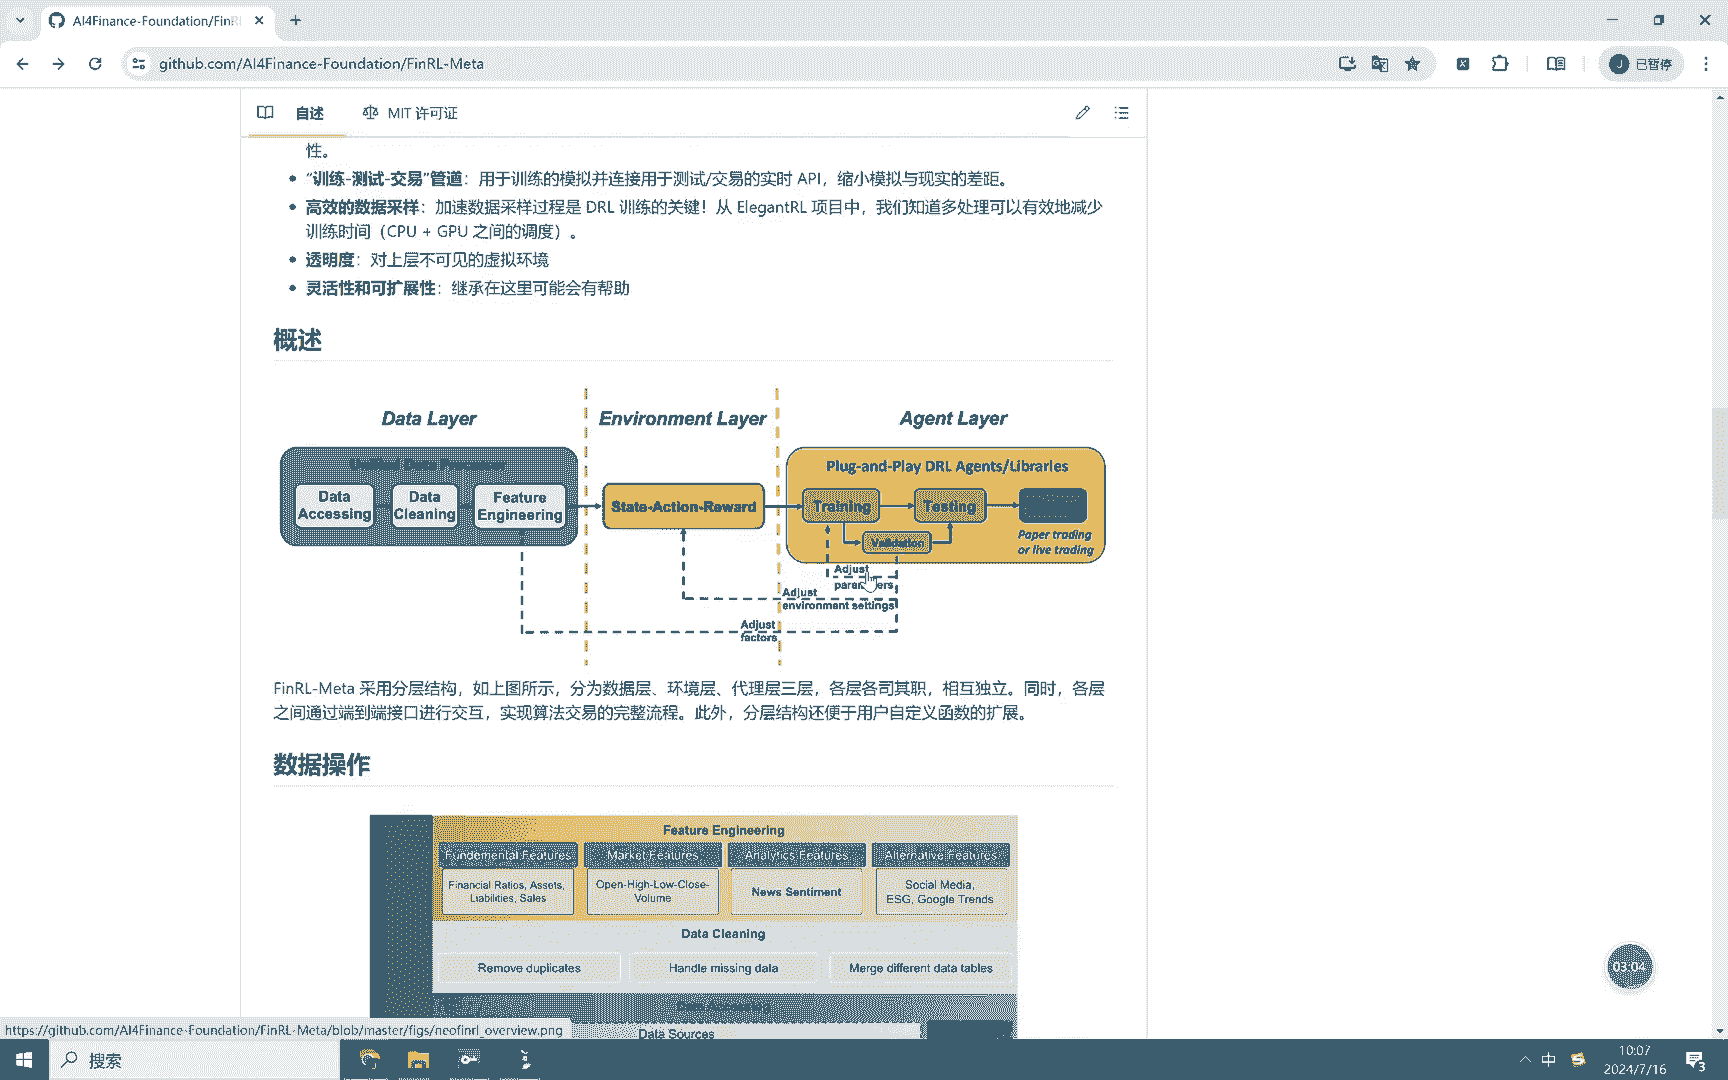 AI4Finance-Foundation/FinR
github.com/AI4Finance-Foundation/FinRL-Meta
J 已暂停
自述 MIT 许可证
性。
“训练-测试-交易”管道：用于训练的模拟并连接用于测试/交易的实时 API，缩小模拟与现实的差距。
高效的数据采样：加速数据采样过程是 DRL 训练的关键！从 ElegantRL 项目中，我们知道多处理可以有效地减少
训练时间（CPU + GPU 之间的调度）。
透明度：对上层不可见的虚拟环境
灵活性和可扩展性：继承在这里可能会有帮助
概述
Data Layer Environment Layer Agent Layer
Plug-and-Play DRL Agents/Libraries
Data Accessing
Data Cleaning
Feature Engineering
State-Action-Reward
Training
Testing
Validation
Paper trading
or live trading
Adjust
Adjust
environment settings
Adjust
factors
FinRL-Meta 采用分层结构，如上图所示，分为数据层、环境层、代理层三层，各层各司其职，相互独立。同时，各层
之间通过端到端接口进行交互，实现算法交易的完整流程。此外，分层结构还便于用户自定义函数的扩展。
数据操作
Feature Engineering
Fundemental Features Market Features Analytics Features Alternative Features
Financial Ratios, Assets,
Liabilities, Sales
Open-High-Low-Close-
Volume
News Sentiment
Social Media,
ESG, Google Trends
Data Cleaning
Remove duplicates Handle missing data Merge different data tables
Data Sources
03:04
https://github.com/AI4Finance-Foundation/FinRL-Meta/blob/master/figs/neofinrl_overview.png
搜索
中
10:07
2024/7/16
3